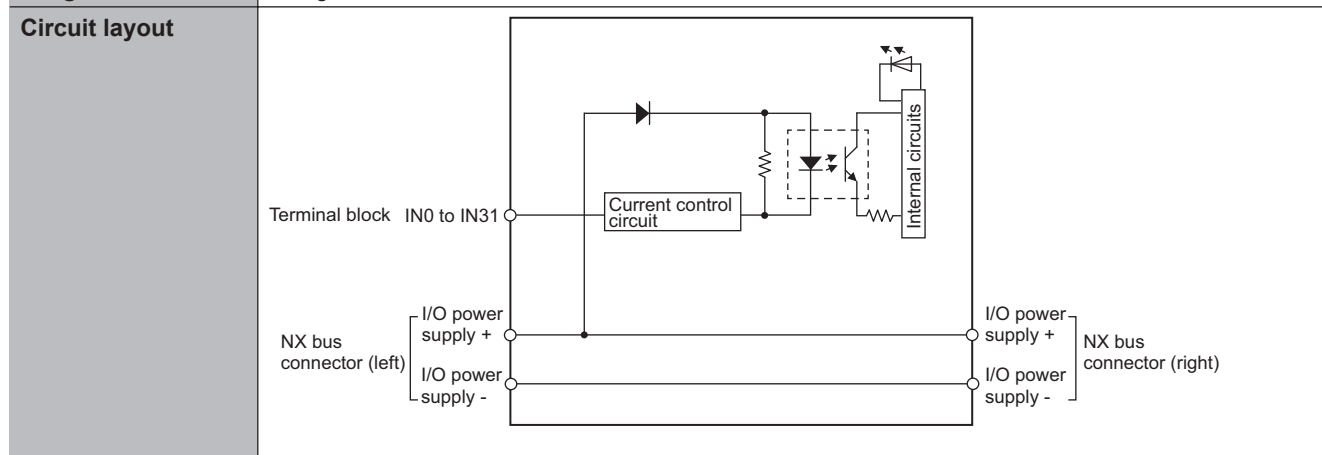 Circuit layout
Internal circuits
Terminal block IN0 to IN31
Current control
circuit
NX bus
connector (left)
I/O power
supply +
I/O power
supply -
I/O power
supply +
I/O power
supply -
NX bus
connector (right)